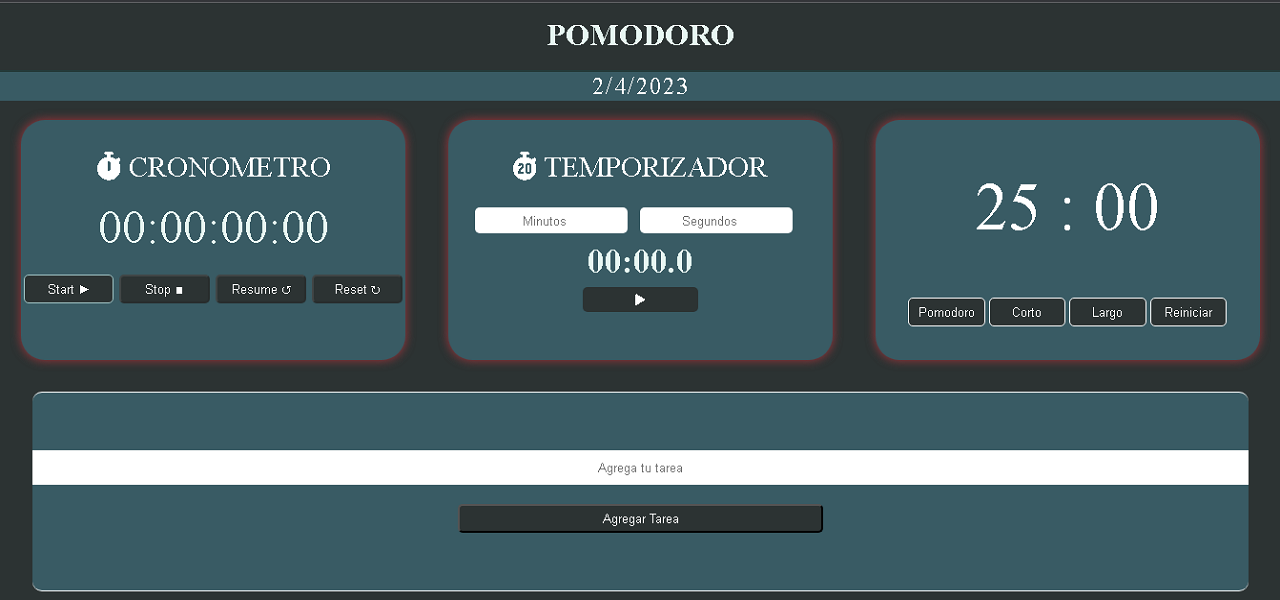 POMODORO
2/4/2023
CRONOMETRO
00:00:00:00
Start ▶ Stop ■ Resume ↺ Reset ↻
20 TEMPORIZADOR
Minutos Segundos
00:00.0
▶
25 : 00
Pomodoro Corto Largo Reiniciar
Agrega tu tarea
Agregar Tarea